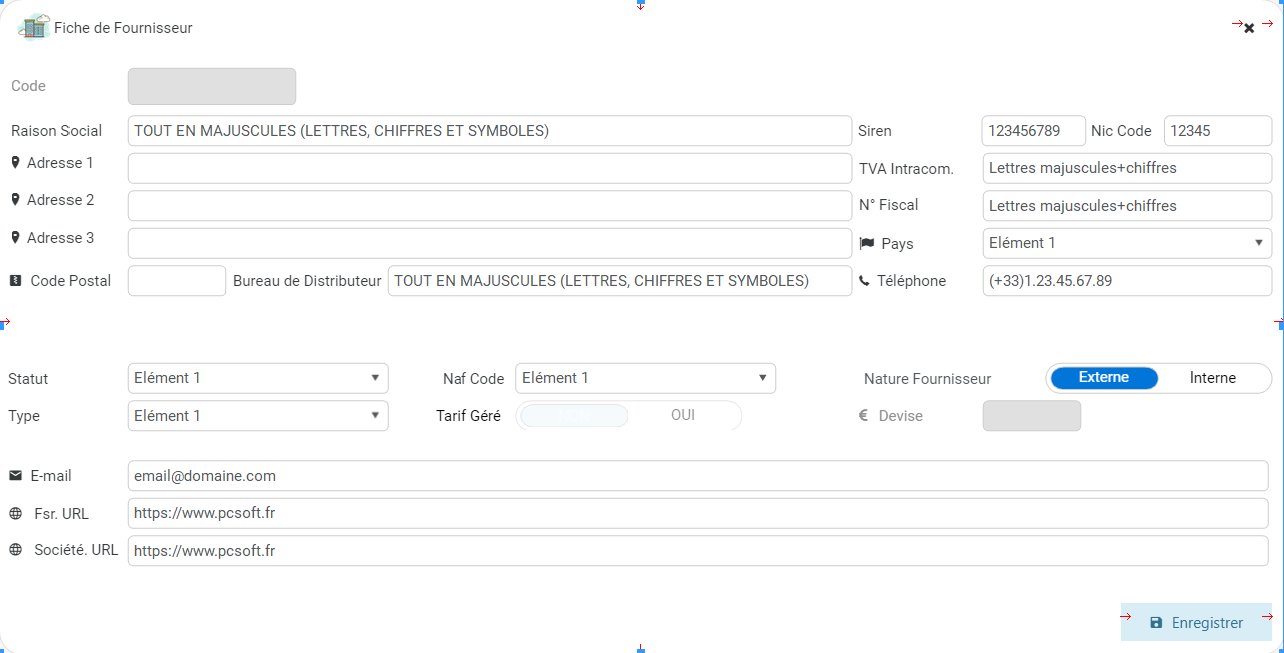 Fiche de Fournisseur
Code
Raison Social TOUT EN MAJUSCULES (LETTRES, CHIFFRES ET SYMBOLES) Siren 123456789 Nic Code 12345
Adresse 1 TVA Intracom. Lettres majuscules+chiffres
Adresse 2 N° Fiscal Lettres majuscules+chiffres
Adresse 3 Pays Elément 1
Code Postal Bureau de Distributeur TOUT EN MAJUSCULES (LETTRES, CHIFFRES ET SYMBOLES) Téléphone (+33)1.23.45.67.89
Statut Elément 1 Naf Code Elément 1 Nature Fournisseur Externe Interne
Type Elément 1 Tarif Géré OUI € Devise
E-mail email@domaine.com
Fsr. URL https://www.pcsoft.fr
Société. URL https://www.pcsoft.fr
Enregistrer